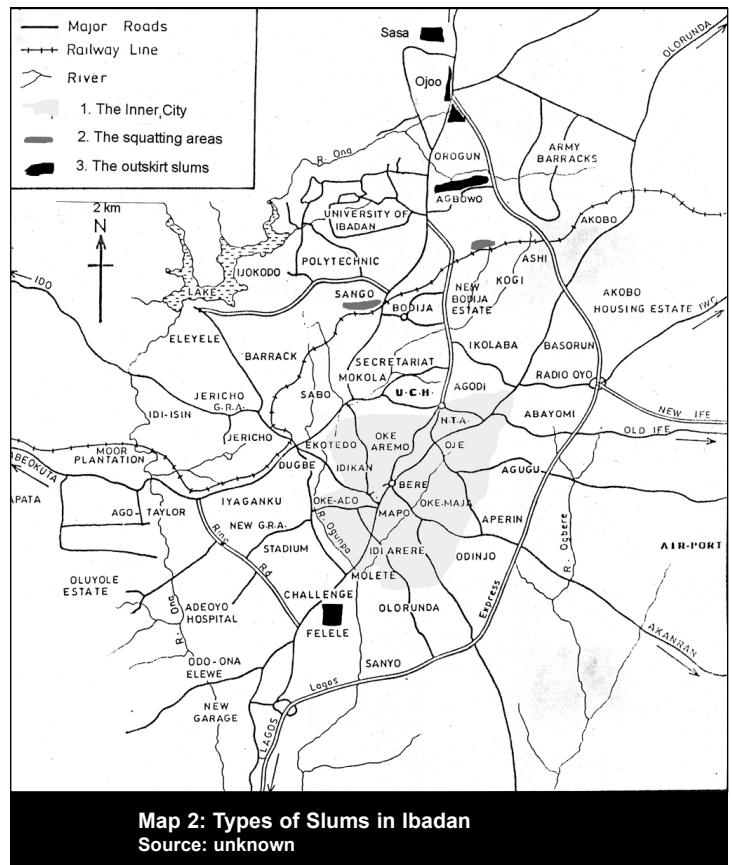 Major Roads
Railway Line
River
1. The Inner City
2. The squatting areas
3. The outskirt slums
Sasa
OLORUNDA
Ojoo
R. Ona
OROGUN
ARMY
BARRACKS
AGBOWO
2 km
N
UNIVERSITY OF
IBADAN
AKOBO
POLYTECHNIC
ASHI
IJOKODO
KOGI
IDO
LAKE
SANGO
NEW
BODIJA
ESTATE
BODIJA
AKOBO
HOUSING ESTATE
IWO
ELEYELE
BARRACK
IKOLABA
BASORUN
SECRETARIAT
MOKOLA
RADIO OYO
U.C.H.
AGODI
JERICHO
G.R.A.
SABO
IDI-ISIN
N.T.A.
ABAYOMI
NEW IFE
OLD IFE
JERICHO
EKOTEDO
OKE
AREMO
OJE
MOOR
PLANTATION
DUGBE
IDIKAN
AGUGU
BEOKUTA
BERE
APATA
IYAGANKU
OKE-ADO
OKE-MAJA
AGO-TAYLOR
MAPO
APERIN
NEW G.R.A.
R. Ogunpa
R. Ogbere
Ring
Rd
STADIUM
IDI ARERE
ODINJO
AIR-PORT
MOLETE
OLUYOLE
ESTATE
CHALLENGE
Express
R. Ona
ADEOYO
HOSPITAL
OLORUNDA
FELELE
AKANRAN
ODO-ONA
ELEWE
SANYO
Lagos
NEW
GARAGE
LAGOS
Map 2: Types of Slums in Ibadan
Source: unknown